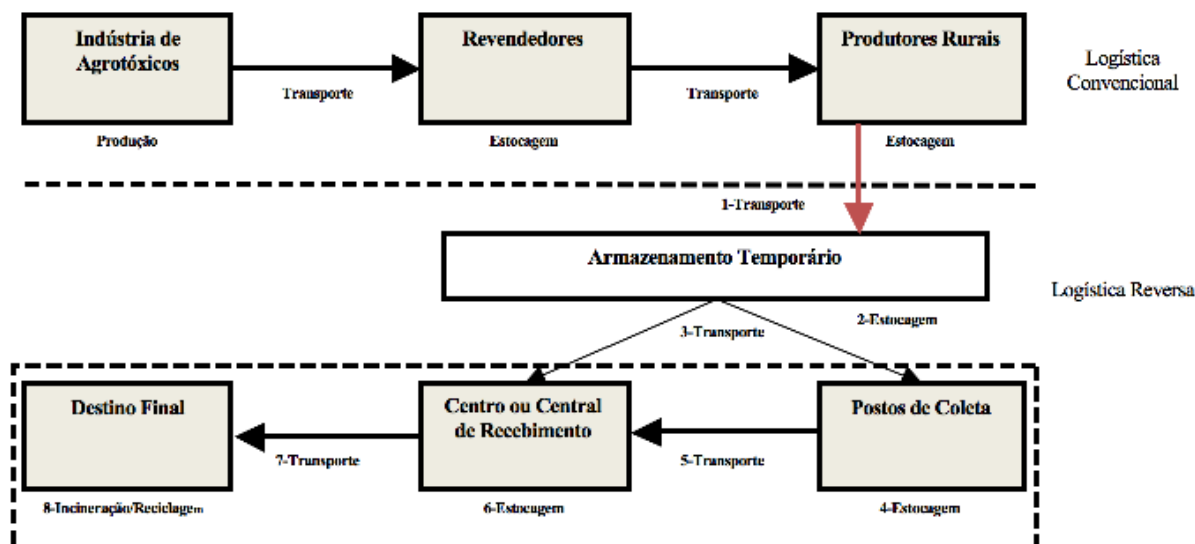 Indústria de
Agrotóxicos
Revendedores
Produtores Rurais
Logística
Convencional
Transporte
Transporte
Produção
Estocagem
Estocagem
1-Transporte
Armazenamento Temporário
Logística Reversa
2-Estocagem
3-Transporte
Destino Final
Centro ou Central
de Recebimento
Postos de Coleta
7-Transporte
5-Transporte
8-Incineração/Reciclagem
6-Estocagem
4-Estocagem